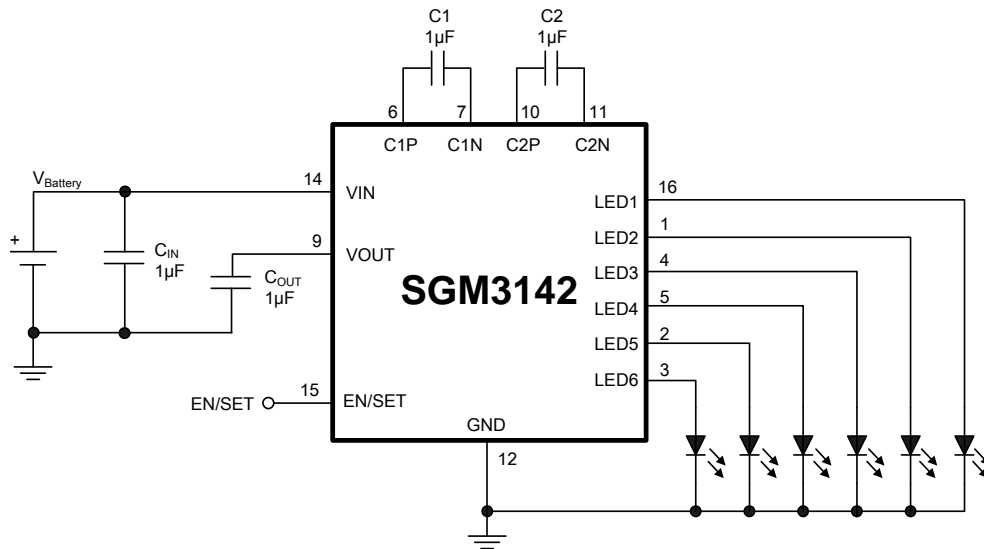 C1
1µF
C2
1µF
6
7
10
11
C1P
C1N
C2P
C2N
VBattery
14
VIN
16
LED1
+
CIN
1µF
9
VOUT
1
LED2
COUT
1µF
SGM3142
4
LED3
5
LED4
2
LED5
3
LED6
EN/SET
15
EN/SET
GND
12